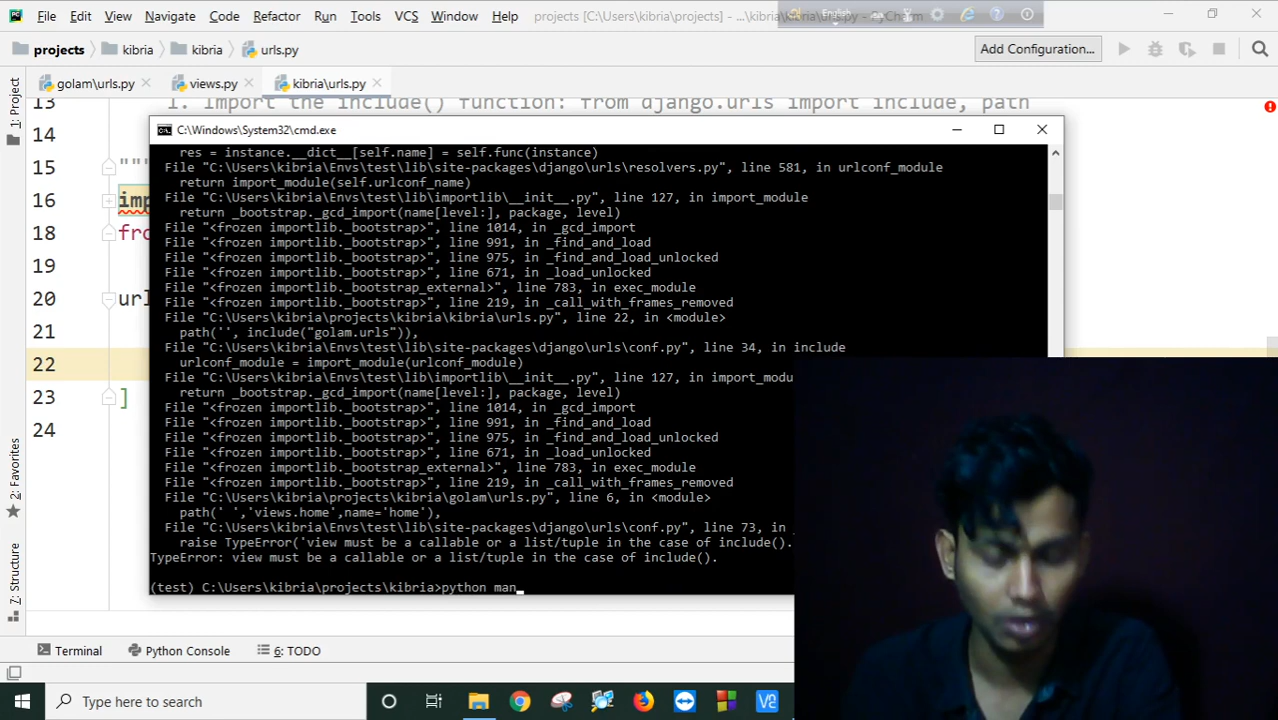 File Edit View Navigate Code Refactor Run Tools VCS Window Help projects [C:\Users\kibria\projects] - ...\kibria\urls.py
English
projects kibria kibria urls.py Add Configuration...
golam\urls.py views.py kibria\urls.py
1: Project
13 1. Import the include() function: from django.urls import include, path
14
15 """
16 imp
18 fro
19
20 url
21
22
23 ]
24
C:\Windows\System32\cmd.exe
res = instance.__dict__[self.name] = self.func(instance)
File "C:\Users\kibria\Envs\test\lib\site-packages\django\urls\resolvers.py", line 581, in urlconf_module
return import_module(self.urlconf_name)
File "C:\Users\kibria\Envs\test\lib\importlib\__init__.py", line 127, in import_module
return _bootstrap._gcd_import(name[level:], package, level)
File "<frozen importlib._bootstrap>", line 1014, in _gcd_import
File "<frozen importlib._bootstrap>", line 991, in _find_and_load
File "<frozen importlib._bootstrap>", line 975, in _find_and_load_unlocked
File "<frozen importlib._bootstrap>", line 671, in _load_unlocked
File "<frozen importlib._bootstrap_external>", line 783, in exec_module
File "<frozen importlib._bootstrap>", line 219, in _call_with_frames_removed
File "C:\Users\kibria\projects\kibria\kibria\urls.py", line 22, in <module>
path('', include("golam.urls")),
File "C:\Users\kibria\Envs\test\lib\site-packages\django\urls\conf.py", line 34, in include
urlconf_module = import_module(urlconf_module)
File "C:\Users\kibria\Envs\test\lib\importlib\__init__.py", line 127, in import_modu
return _bootstrap._gcd_import(name[level:], package, level)
File "<frozen importlib._bootstrap>", line 1014, in _gcd_import
File "<frozen importlib._bootstrap>", line 991, in _find_and_load
File "<frozen importlib._bootstrap>", line 975, in _find_and_load_unlocked
File "<frozen importlib._bootstrap>", line 671, in _load_unlocked
File "<frozen importlib._bootstrap_external>", line 783, in exec_module
File "<frozen importlib._bootstrap>", line 219, in _call_with_frames_removed
File "C:\Users\kibria\projects\kibria\golam\urls.py", line 6, in <module>
path(' ','views.home',name='home'),
File "C:\Users\kibria\Envs\test\lib\site-packages\django\urls\conf.py", line 73, in _
raise TypeError('view must be a callable or a list/tuple in the case of include().
TypeError: view must be a callable or a list/tuple in the case of include().
(test) C:\Users\kibria\projects\kibria>python man
2: Favorites
7: Structure
Terminal Python Console 6: TODO
Type here to search